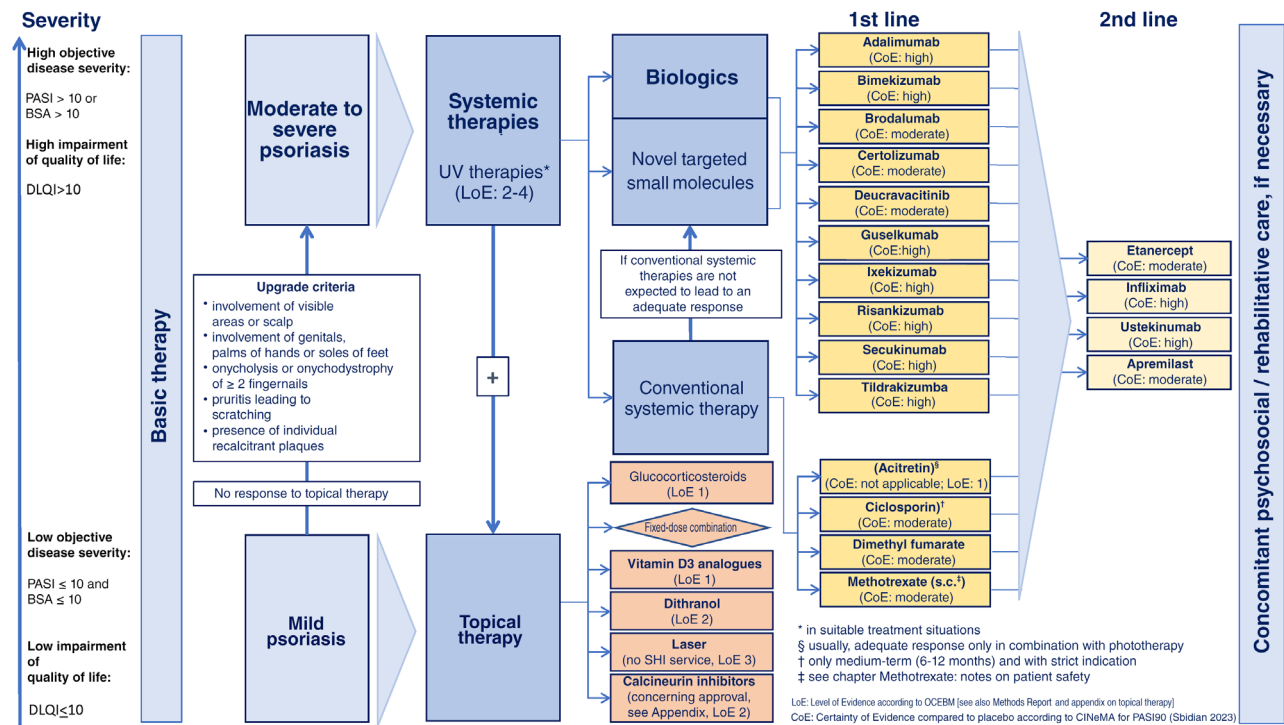 Severity
High objective
disease severity:
PASI > 10 or
BSA > 10
High impairment
of quality of life:
DLQI>10
Low objective
disease severity:
PASI ≤ 10 and
BSA ≤ 10
Low impairment
of
quality of life:
DLQI≤10
Basic therapy
Moderate to
severe
psoriasis
Upgrade criteria
• involvement of visible
areas or scalp
• involvement of genitals,
palms of hands or soles of feet
• onycholysis or onychodystrophy
of ≥ 2 fingernails
• pruritis leading to
scratching
• presence of individual
recalcitrant plaques
No response to topical therapy
Mild
psoriasis
Systemic
therapies
UV therapies*
(LoE: 2-4)
+
Topical
therapy
Biologics
Novel targeted
small molecules
If conventional systemic
therapies are not
expected to lead to an
adequate response
Conventional
systemic therapy
Glucocorticosteroids
(LoE 1)
Fixed-dose combination
Vitamin D3 analogues
(LoE 1)
Dithranol
(LoE 2)
Laser
(no SHI service, LoE 3)
Calcineurin inhibitors
(concerning approval,
see Appendix, LoE 2)
1st line
Adalimumab
(CoE: high)
Bimekizumab
(CoE: high)
Brodalumab
(CoE: moderate)
Certolizumab
(CoE: moderate)
Deucravacitinib
(CoE: moderate)
Guselkumab
(CoE:high)
Ixekizumab
(CoE: high)
Risankizumab
(CoE: high)
Secukinumab
(CoE: high)
Tildrakizumba
(CoE: high)
(Acitretin)§
(CoE: not applicable; LoE: 1)
Ciclosporin)†
(CoE: moderate)
Dimethyl fumarate
(CoE: moderate)
Methotrexate (s.c.‡)
(CoE: moderate)
2nd line
Etanercept
(CoE: moderate)
Infliximab
(CoE: high)
Ustekinumab
(CoE: high)
Apremilast
(CoE: moderate)
Concomitant psychosocial / rehabilitative care, if necessary
* in suitable treatment situations
§ usually, adequate response only in combination with phototherapy
† only medium-term (6-12 months) and with strict indication
‡ see chapter Methotrexate: notes on patient safety
LoE: Level of Evidence according to OCEBM [see also Methods Report and appendix on topical therapy]
CoE: Certainty of Evidence compared to placebo according to CINeMA for PASI90 (Sbidian 2023)